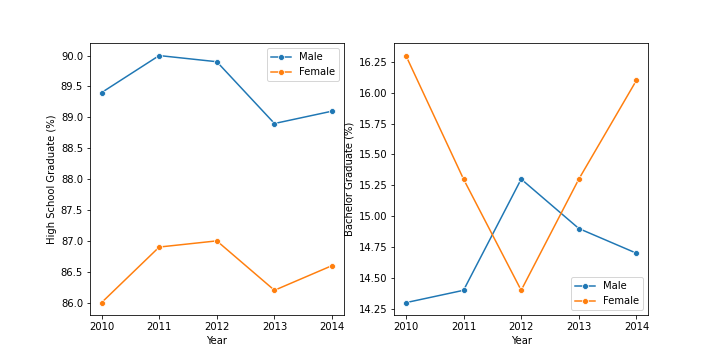 High School Graduate (%)
90.0
89.5
89.0
88.5
88.0
87.5
87.0
86.5
86.0
2010 2011 2012 2013 2014
Year
Male
Female
Bachelor Graduate (%)
16.25
16.00
15.75
15.50
15.25
15.00
14.75
14.50
14.25
2010 2011 2012 2013 2014
Year
Male
Female